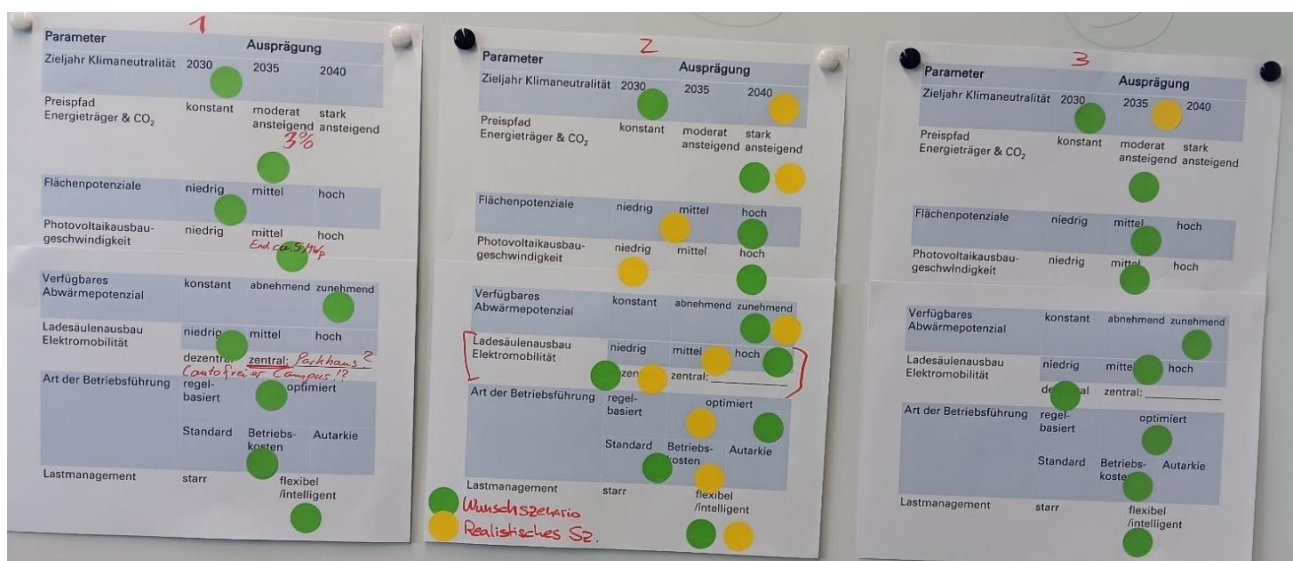 1
Parameter Ausprägung
Zieljahr Klimaneutralität 2030 2035 2040
Preispfad konstant moderat stark
Energieträger & CO₂ ansteigend ansteigend
3%
Flächenpotenziale niedrig mittel hoch
Photovoltaikausbau- niedrig mittel hoch
geschwindigkeit End ca. 5 MWp
Verfügbares konstant abnehmend zunehmend
Abwärmepotenzial
Ladesäulenausbau niedrig mittel hoch
Elektromobilität
dezentral zentral: Parkhaus?
(autofreier Campus!?
Art der Betriebsführung regel- optimiert
basiert
Standard Betriebs- Autarkie
kosten
Lastmanagement starr flexibel
/intelligent
2
Parameter Ausprägung
Zieljahr Klimaneutralität 2030 2035 2040
Preispfad konstant moderat stark
Energieträger & CO₂ ansteigend ansteigend
Flächenpotenziale niedrig mittel hoch
Photovoltaikausbau- niedrig mittel hoch
geschwindigkeit
Verfügbares konstant abnehmend zunehmend
Abwärmepotenzial
Ladesäulenausbau niedrig mittel hoch
Elektromobilität
zentral:
Art der Betriebsführung regel- optimiert
basiert
Standard Betriebs- Autarkie
kosten
Lastmanagement starr flexibel
/intelligent
Wunschszenario
Realistisches Sz.
3
Parameter Ausprägung
Zieljahr Klimaneutralität 2030 2035 2040
Preispfad konstant moderat stark
Energieträger & CO₂ ansteigend ansteigend
Flächenpotenziale niedrig mittel hoch
Photovoltaikausbau- niedrig mittel hoch
geschwindigkeit
Verfügbares konstant abnehmend zunehmend
Abwärmepotenzial
Ladesäulenausbau niedrig mittel hoch
Elektromobilität
zentral:
Art der Betriebsführung regel- optimiert
basiert
Standard Betriebs- Autarkie
kosten
Lastmanagement starr flexibel
/intelligent